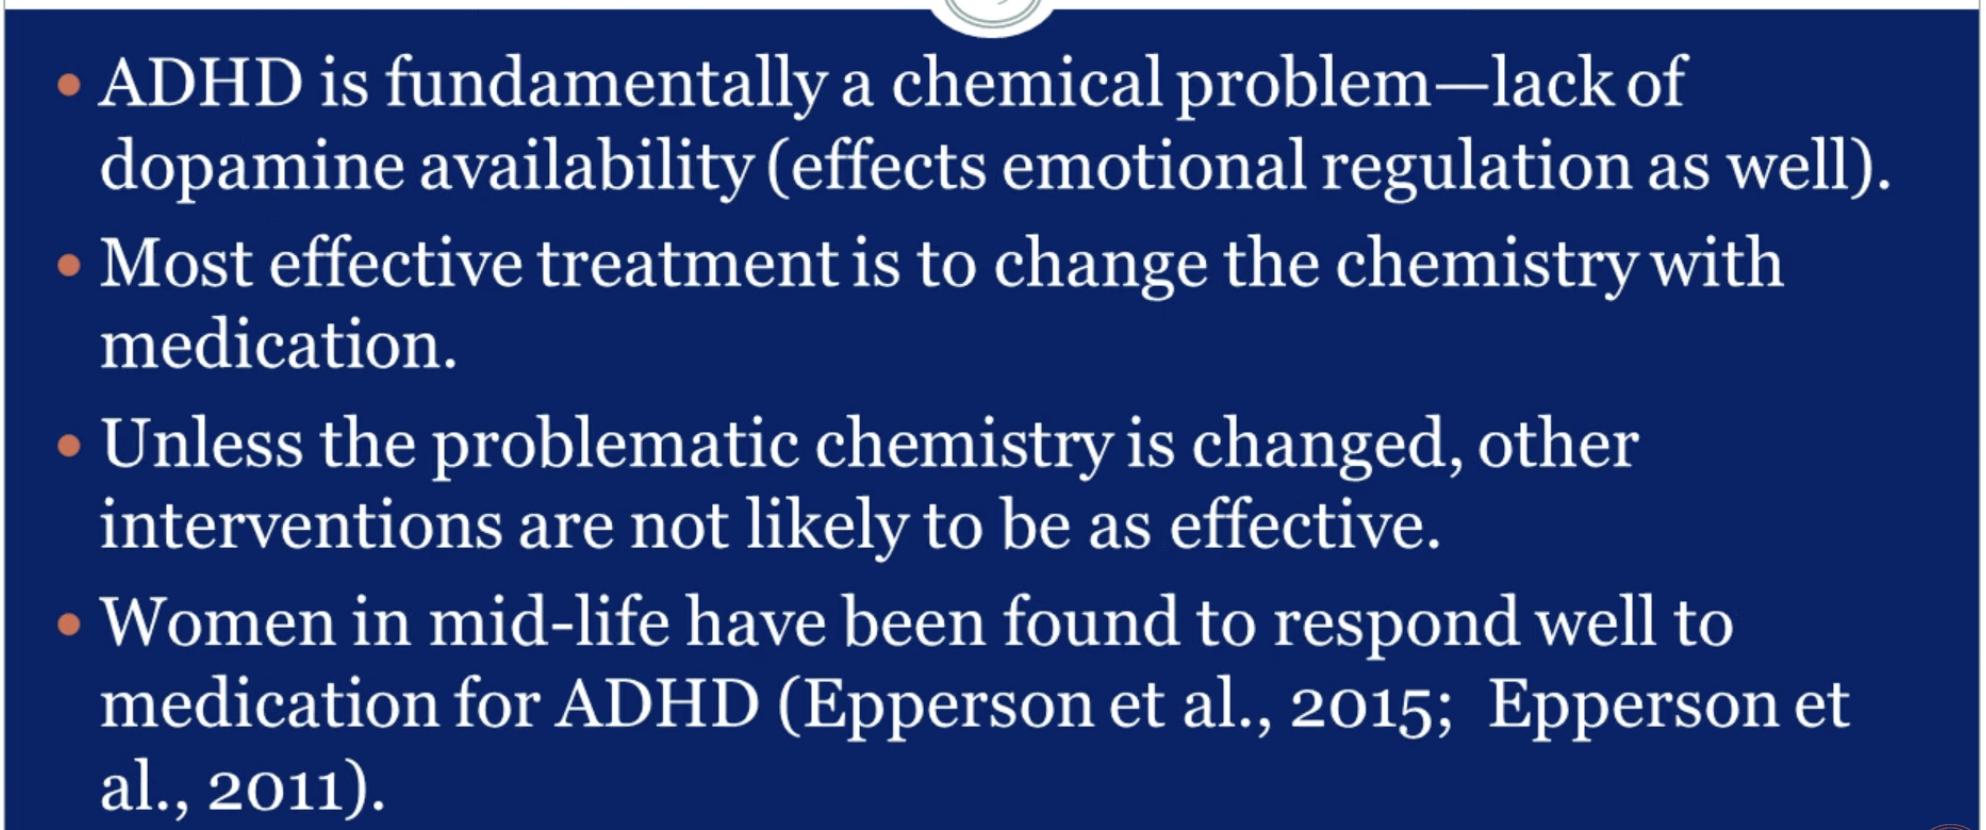 • ADHD is fundamentally a chemical problem—lack of
dopamine availability (effects emotional regulation as well).
• Most effective treatment is to change the chemistry with
medication.
• Unless the problematic chemistry is changed, other
interventions are not likely to be as effective.
• Women in mid-life have been found to respond well to
medication for ADHD (Epperson et al., 2015;  Epperson et
al., 2011).